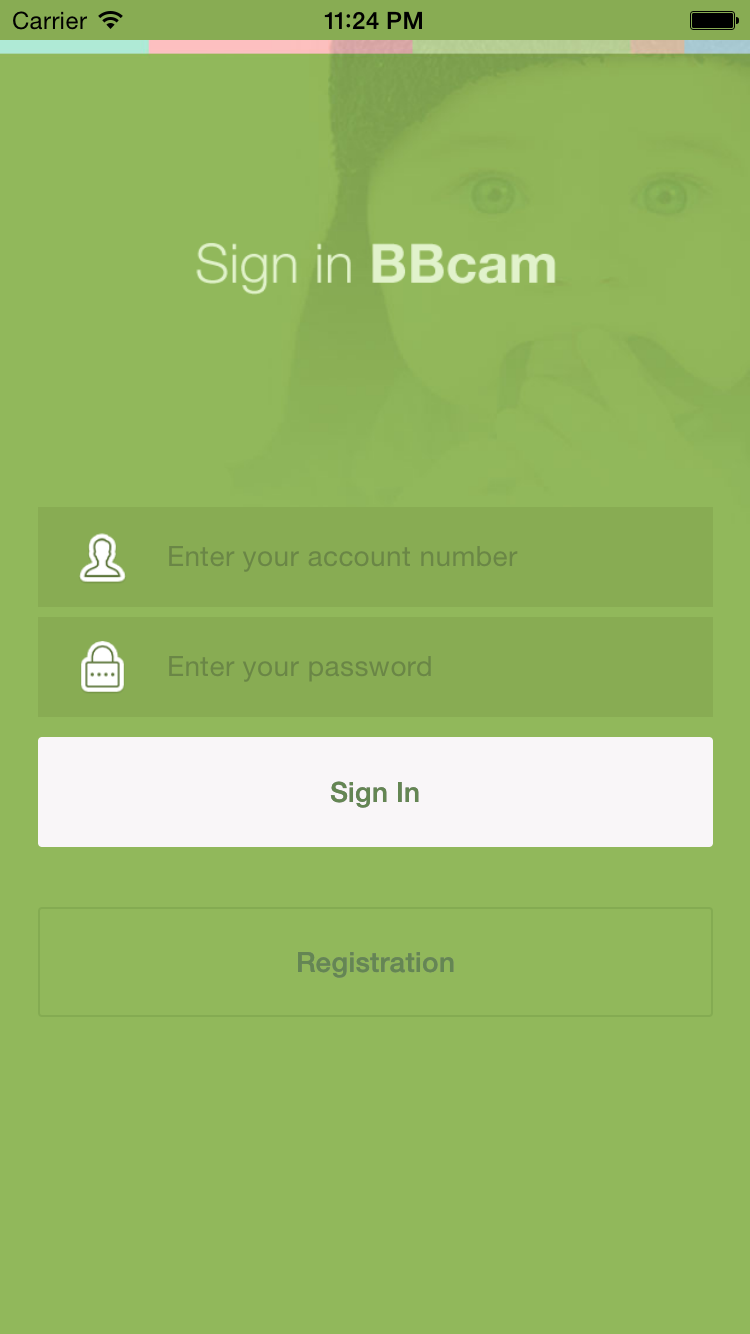 Carrier 11:24 PM
Sign in BBcam
Enter your account number
Enter your password
Sign In
Registration